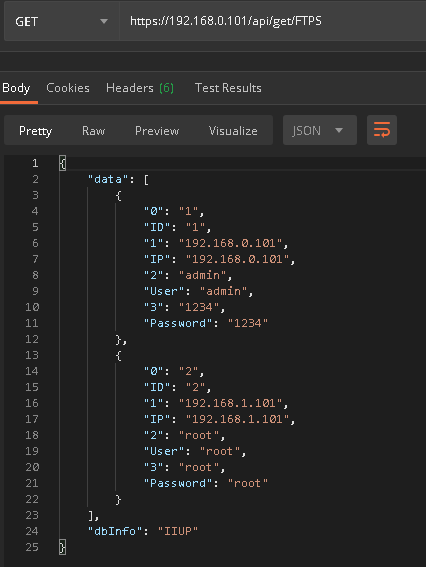 GET https://192.168.0.101/api/get/FTPS
Body Cookies Headers (6) Test Results
Pretty Raw Preview Visualize JSON
1 {
2 "data": [
3 {
4 "0": "1",
5 "ID": "1",
6 "1": "192.168.0.101",
7 "IP": "192.168.0.101",
8 "2": "admin",
9 "User": "admin",
10 "3": "1234",
11 "Password": "1234"
12 },
13 {
14 "0": "2",
15 "ID": "2",
16 "1": "192.168.1.101",
17 "IP": "192.168.1.101",
18 "2": "root",
19 "User": "root",
20 "3": "root",
21 "Password": "root"
22 }
23 ],
24 "dbInfo": "IIUP"
25 }